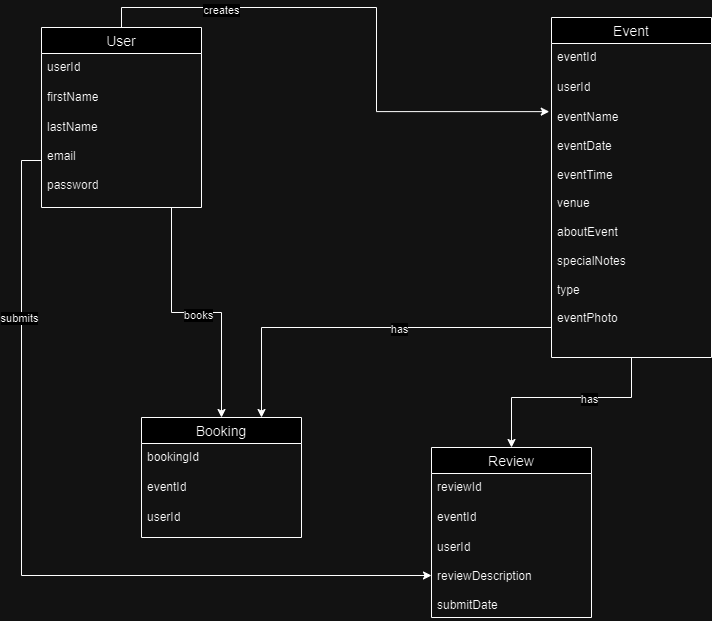 creates
User
userId
firstName
lastName
email
password
Event
eventId
userId
eventName
eventDate
eventTime
venue
aboutEvent
specialNotes
type
eventPhoto
submits
books
has
has
Booking
bookingId
eventId
userId
Review
reviewId
eventId
userId
reviewDescription
submitDate